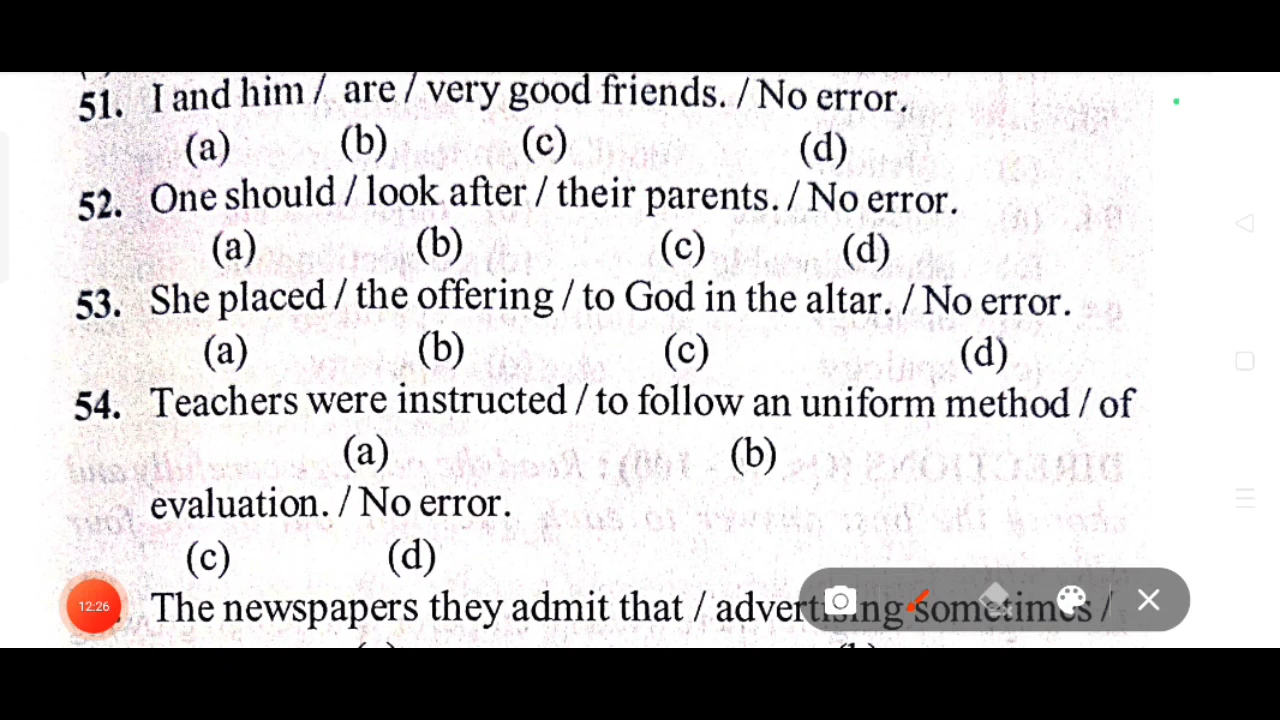 51. I and him / are / very good friends. / No error.
(a) (b) (c) (d)
52. One should / look after / their parents. / No error.
(a) (b) (c) (d)
53. She placed / the offering / to God in the altar. / No error.
(a) (b) (c) (d)
54. Teachers were instructed / to follow an uniform method / of
(a) (b)
evaluation. / No error.
(c) (d)
12:26
The newspapers they admit that / advertising sometimes /